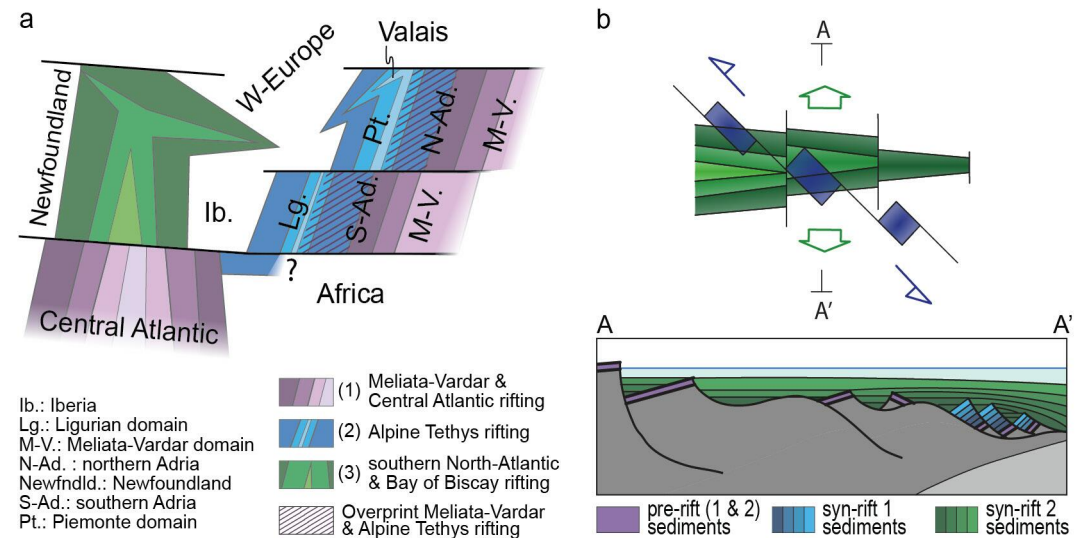 a
Valais
W-Europe
Newfoundland
Pt.
N-Ad.
M-V.
Ib.
Lg.
S-Ad.
M-V.
?
Africa
Central Atlantic
Ib.: Iberia
Lg.: Ligurian domain
M-V.: Meliata-Vardar domain
N-Ad. : northern Adria
Newfndld.: Newfoundland
S-Ad.: southern Adria
Pt.: Piemonte domain
(1) Meliata-Vardar &
Central Atlantic rifting
(2) Alpine Tethys rifting
(3) southern North-Atlantic
& Bay of Biscay rifting
Overprint Meliata-Vardar
& Alpine Tethys rifting
b
A
A'
A
A'
pre-rift (1 & 2)
sediments
syn-rift 1
sediments
syn-rift 2
sediments